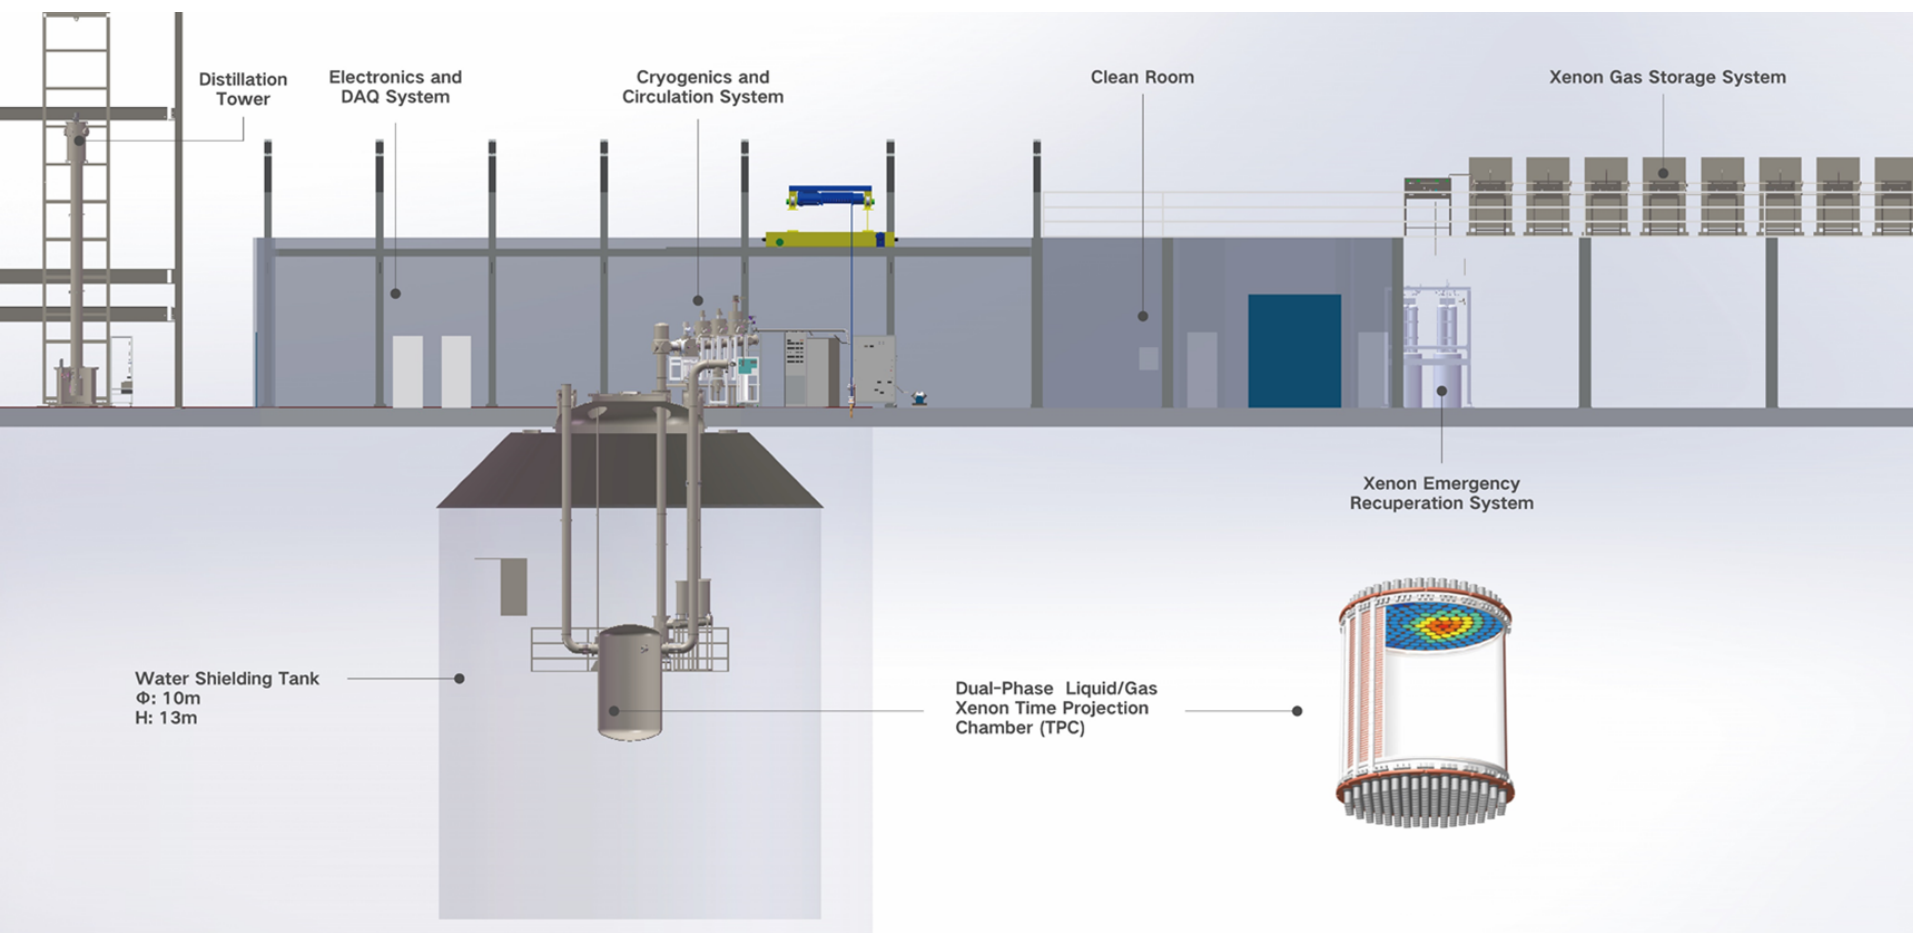 Distillation
Tower
Electronics and
DAQ System
Cryogenics and
Circulation System
Clean Room
Xenon Gas Storage System
Xenon Emergency
Recuperation System
Water Shielding Tank
Φ: 10m
H: 13m
Dual-Phase Liquid/Gas
Xenon Time Projection
Chamber (TPC)